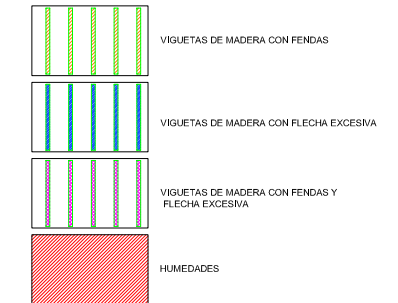 VIGUETAS DE MADERA CON FENDAS
VIGUETAS DE MADERA CON FLECHA EXCESIVA
VIGUETAS DE MADERA CON FENDAS Y
FLECHA EXCESIVA
HUMEDADES